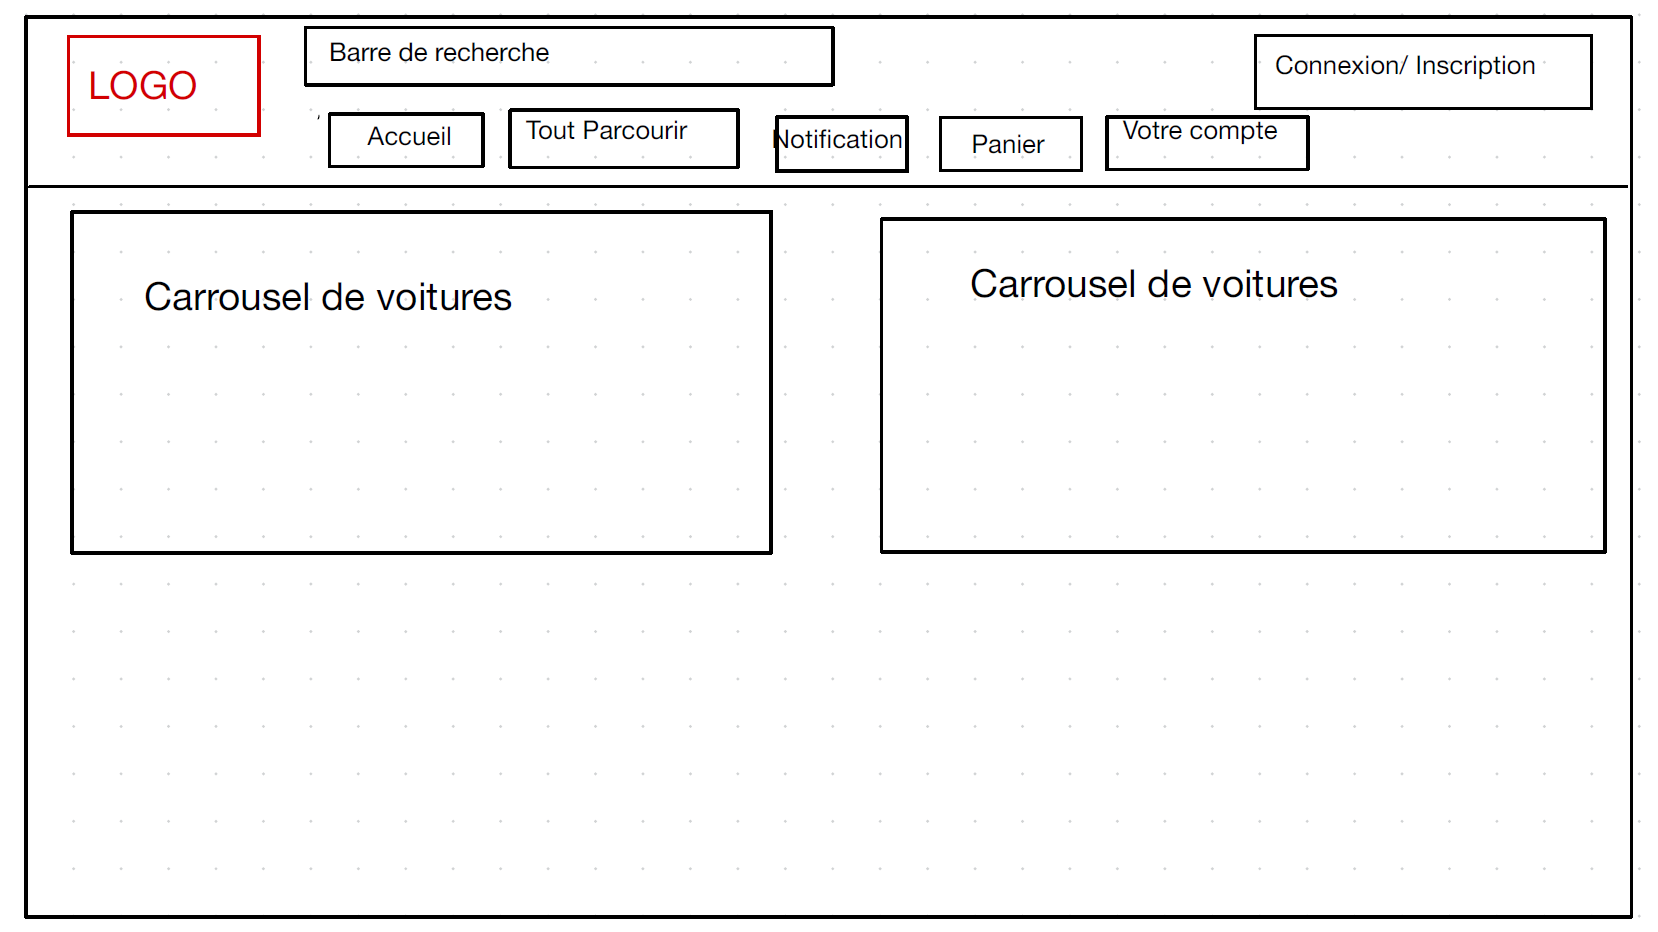 LOGO
Barre de recherche
Connexion/ Inscription
Accueil
Tout Parcourir
Notification
Panier
Votre compte
Carrousel de voitures
Carrousel de voitures